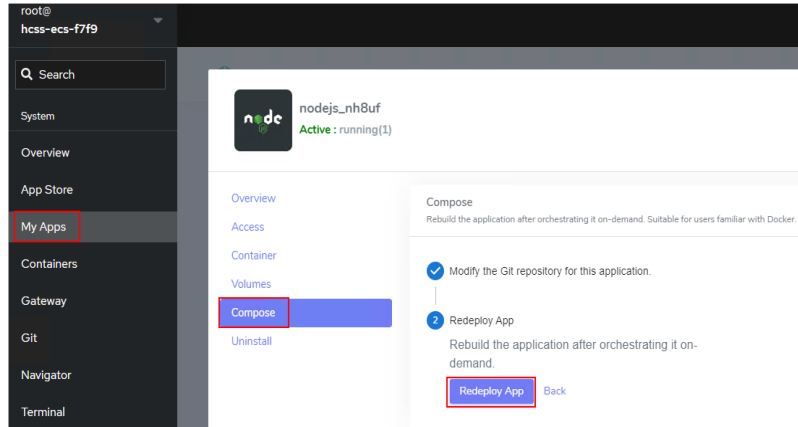 root@
hcss-ecs-f7f9
Search
System
Overview
App Store
My Apps
Containers
Gateway
Git
Navigator
Terminal
node
JS
nodejs_nh8uf
Active : running(1)
Overview
Access
Container
Volumes
Compose
Uninstall
Compose
Rebuild the application after orchestrating it on-demand. Suitable for users familiar with Docker.
Modify the Git repository for this application.
2 Redeploy App
Rebuild the application after orchestrating it on-
demand.
Redeploy App Back